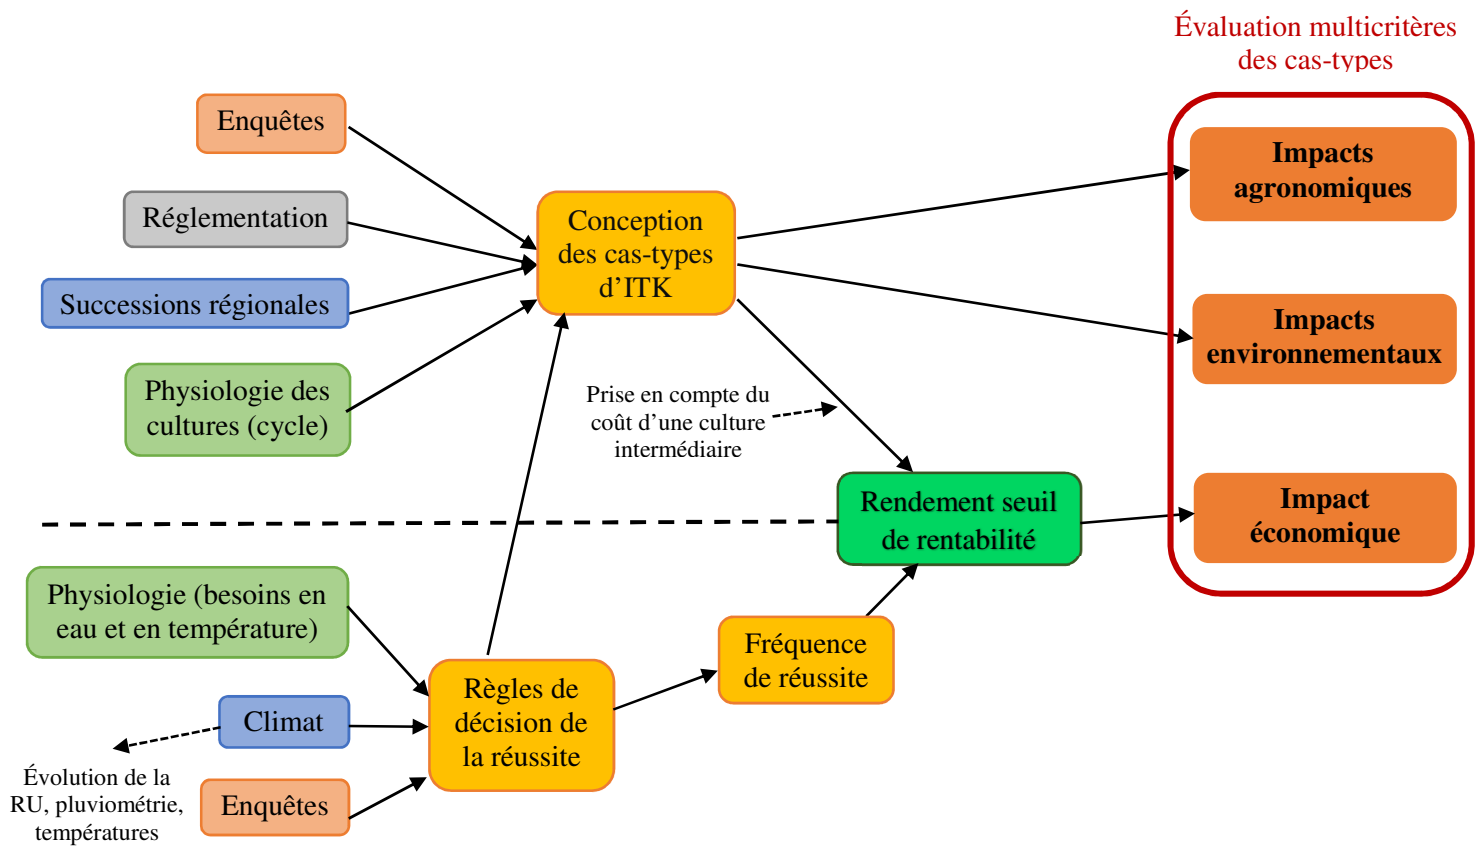 Évaluation multicritères
des cas-types
Enquêtes
Réglementation
Successions régionales
Physiologie des
cultures (cycle)
Conception
des cas-types
d’ITK
Impacts
agronomiques
Impacts
environnementaux
Prise en compte du
coût d’une culture
intermédiaire
Rendement seuil
de rentabilité
Impact
économique
Physiologie (besoins en
eau et en température)
Climat
Évolution de la
RU, pluviométrie,
températures
Enquêtes
Règles de
décision de
la réussite
Fréquence
de réussite